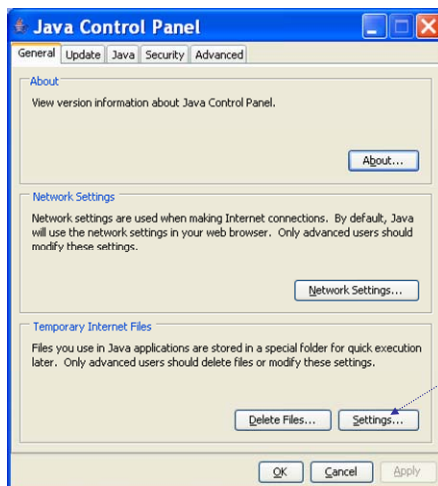 Java Control Panel
General Update Java Security Advanced
About
View version information about Java Control Panel.
About...
Network Settings
Network settings are used when making Internet connections. By default, Java
will use the network settings in your web browser. Only advanced users should
modify these settings.
Network Settings...
Temporary Internet Files
Files you use in Java applications are stored in a special folder for quick execution
later. Only advanced users should delete files or modify these settings.
Delete Files... Settings...
OK Cancel Apply